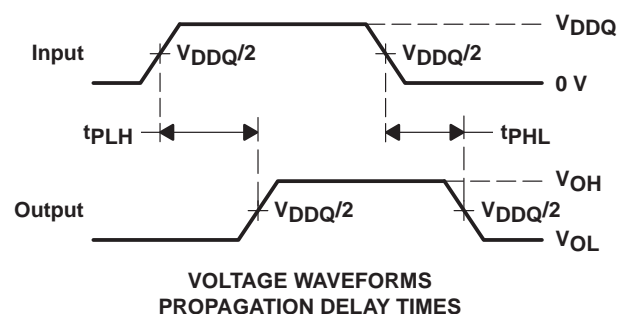 VDDQ
Input
VDDQ/2
VDDQ/2
0 V
tPLH
tPHL
VOH
Output
VDDQ/2
VDDQ/2
VOL
VOLTAGE WAVEFORMS
PROPAGATION DELAY TIMES